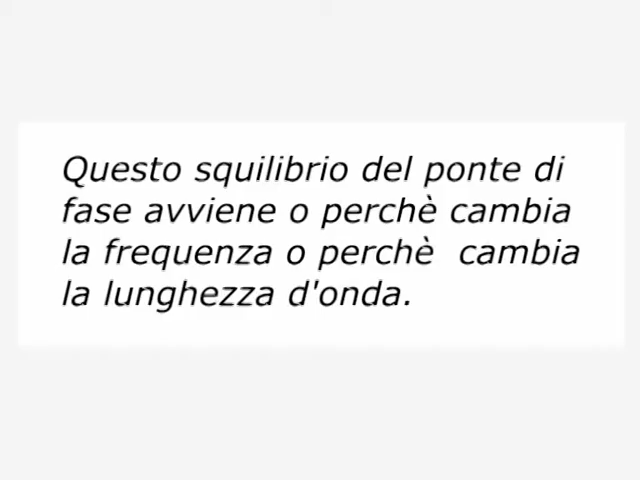 Questo squilibrio del ponte di
fase avviene o perchè cambia
la frequenza o perchè  cambia
la lunghezza d'onda.